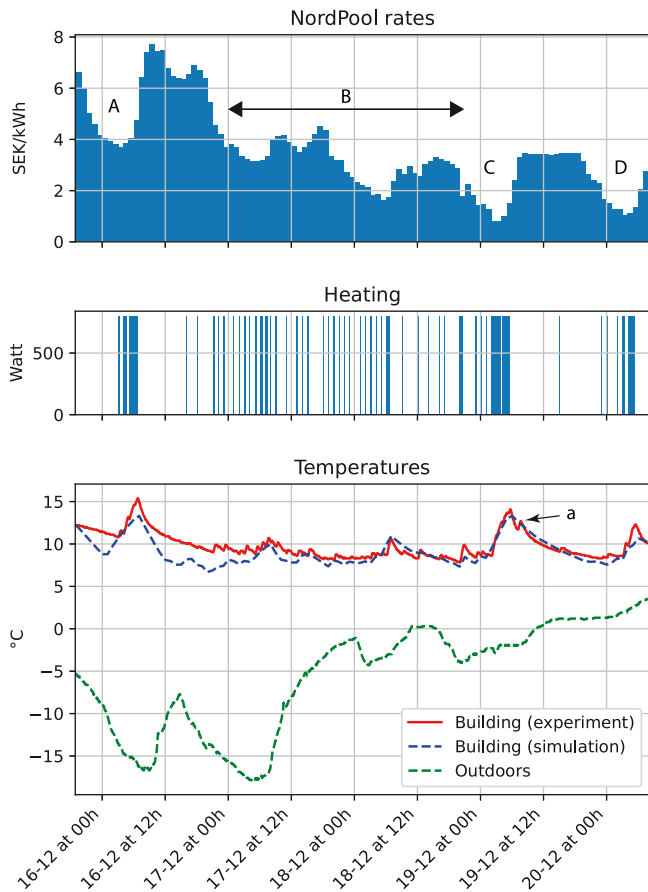 NordPool rates
8
6
4
2
0
SEK/kWh
A
B
C
D
Heating
500
0
Watt
Temperatures
15
10
5
0
−5
−10
−15
°C
a
Building (experiment)
Building (simulation)
Outdoors
16-12 at 00h
16-12 at 12h
17-12 at 00h
17-12 at 12h
18-12 at 00h
18-12 at 12h
19-12 at 00h
19-12 at 12h
20-12 at 00h